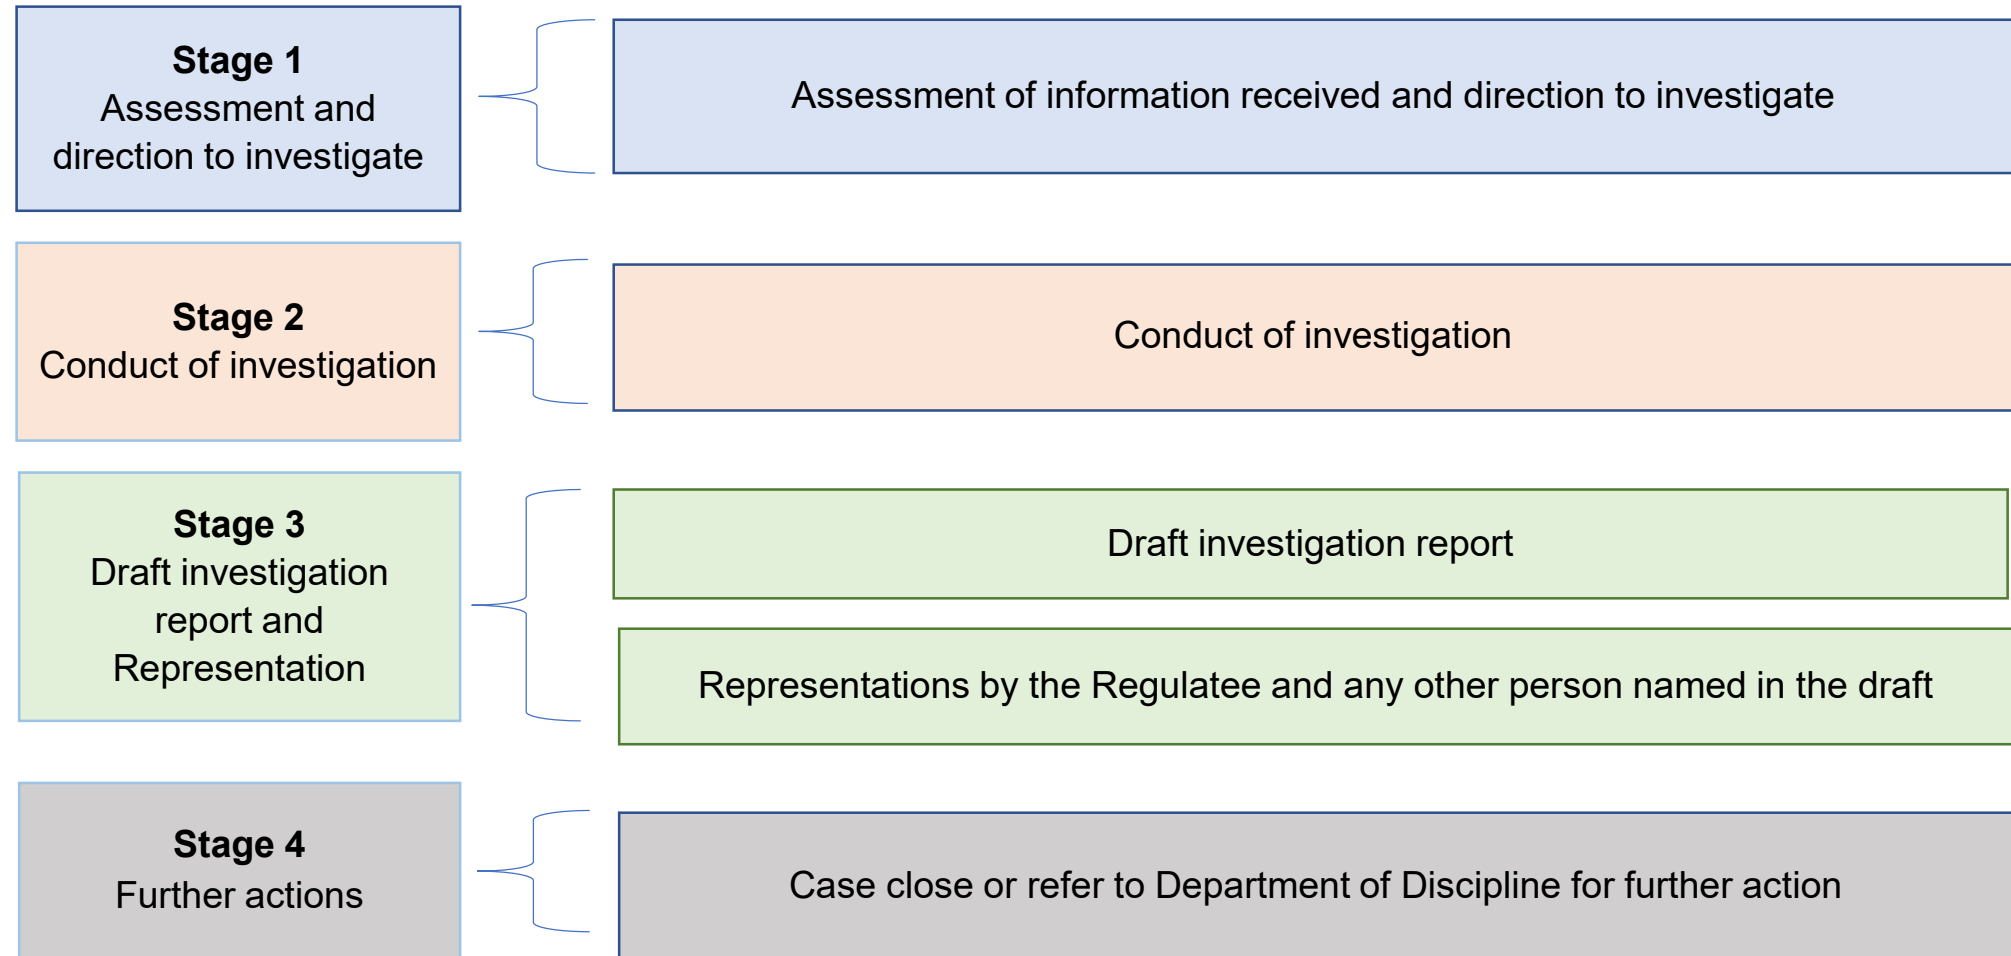 Stage 1
Assessment and
direction to investigate
Assessment of information received and direction to investigate
Stage 2
Conduct of investigation
Conduct of investigation
Stage 3
Draft investigation
report and
Representation
Draft investigation report
Representations by the Regulatee and any other person named in the draft
Stage 4
Further actions
Case close or refer to Department of Discipline for further action